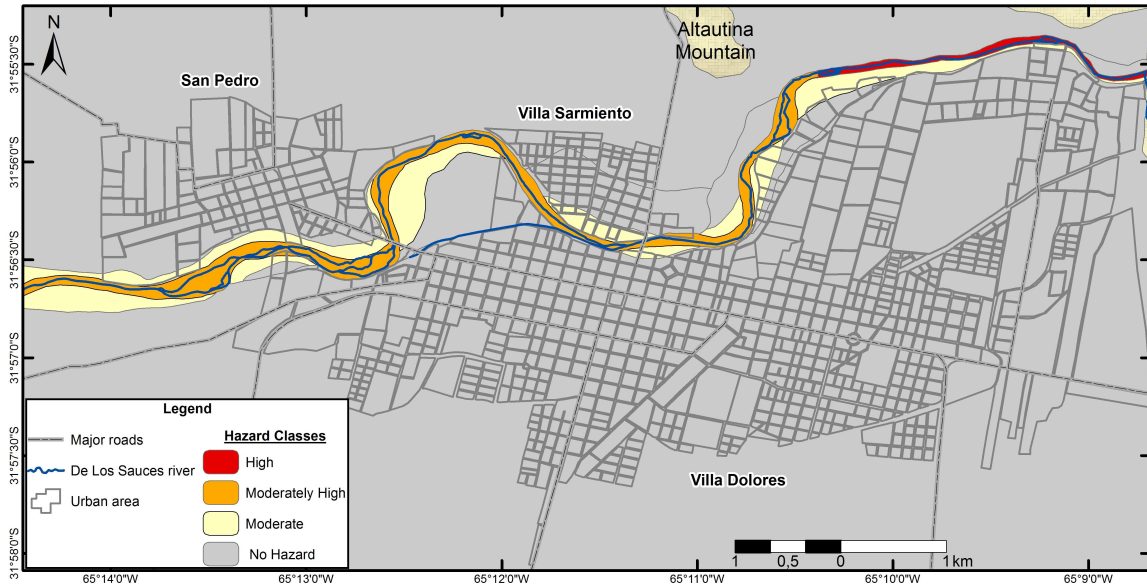 N
Altautina
Mountain
San Pedro
Villa Sarmiento
Villa Dolores
31°55'30"S
31°56'0"S
31°56'30"S
31°57'0"S
31°57'30"S
31°58'0"S
Legend
Major roads
De Los Sauces river
Urban area
Hazard Classes
High
Moderately High
Moderate
No Hazard
1 0,5 0 1 km
65°14'0"W 65°13'0"W 65°12'0"W 65°11'0"W 65°10'0"W 65°9'0"W